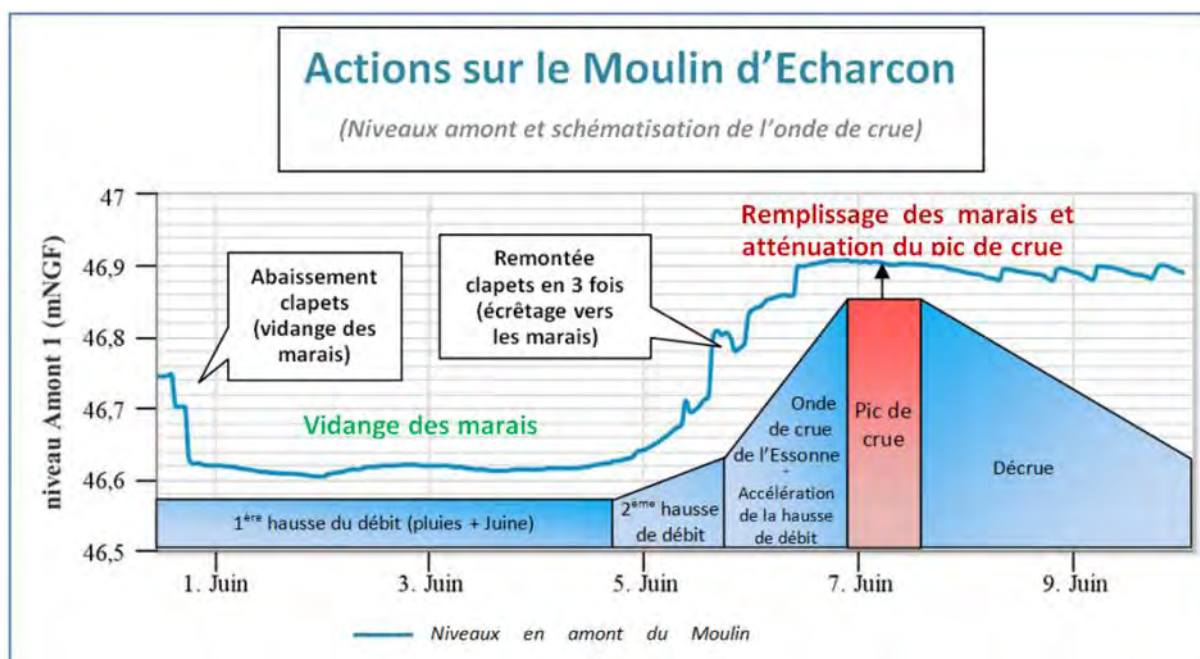 Actions sur le Moulin d'Echarcon
(Niveaux amont et schématisation de l'onde de crue)
niveau Amont 1 (mNGF)
47
46,9
46,8
46,7
46,6
46,5
Abaissement
clapets
(vidange des
marais)
Remontée
clapets en 3 fois
(écrêtage vers
les marais)
Remplissage des marais et
atténuation du pic de crue
Vidange des marais
1ère hausse du débit (pluies + Juine)
2ème hausse
de débit
Onde
de crue
de l'Essonne
+
Accélération
de la hausse
de débit
Pic de
crue
Décrue
1. Juin
3. Juin
5. Juin
7. Juin
9. Juin
Niveaux en amont du Moulin